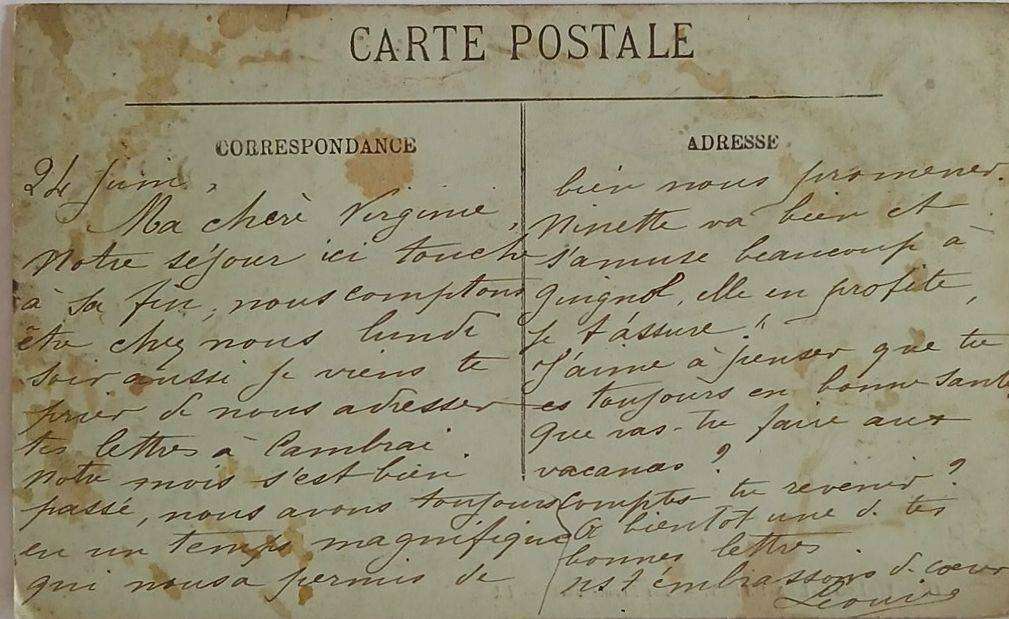 CARTE POSTALE
CORRESPONDANCE
24 Juin,
Ma chérè Virginie,
Notre séjour ici touche
à sa fin, nous comptons
être chez nous lundi
soir aussi je viens te
prier de nous adresser
tes lettres à Cambrai.
Notre mois s'est bien
passé, nous avons toujours
eu un temps magnifique
qui nous a permis de
ADRESSE
bien nous promener.
Ninette va bien et
s'amuse beaucoup à
guignol, elle en profite,
je t'assure !
J'aime à penser que tu
es toujours en bonne santé
que vas-tu faire aux
vacances ?
Comptes tu revenir ?
A bientôt une de tes
bonnes lettres
ns t'embrassons de cœur
Léonie